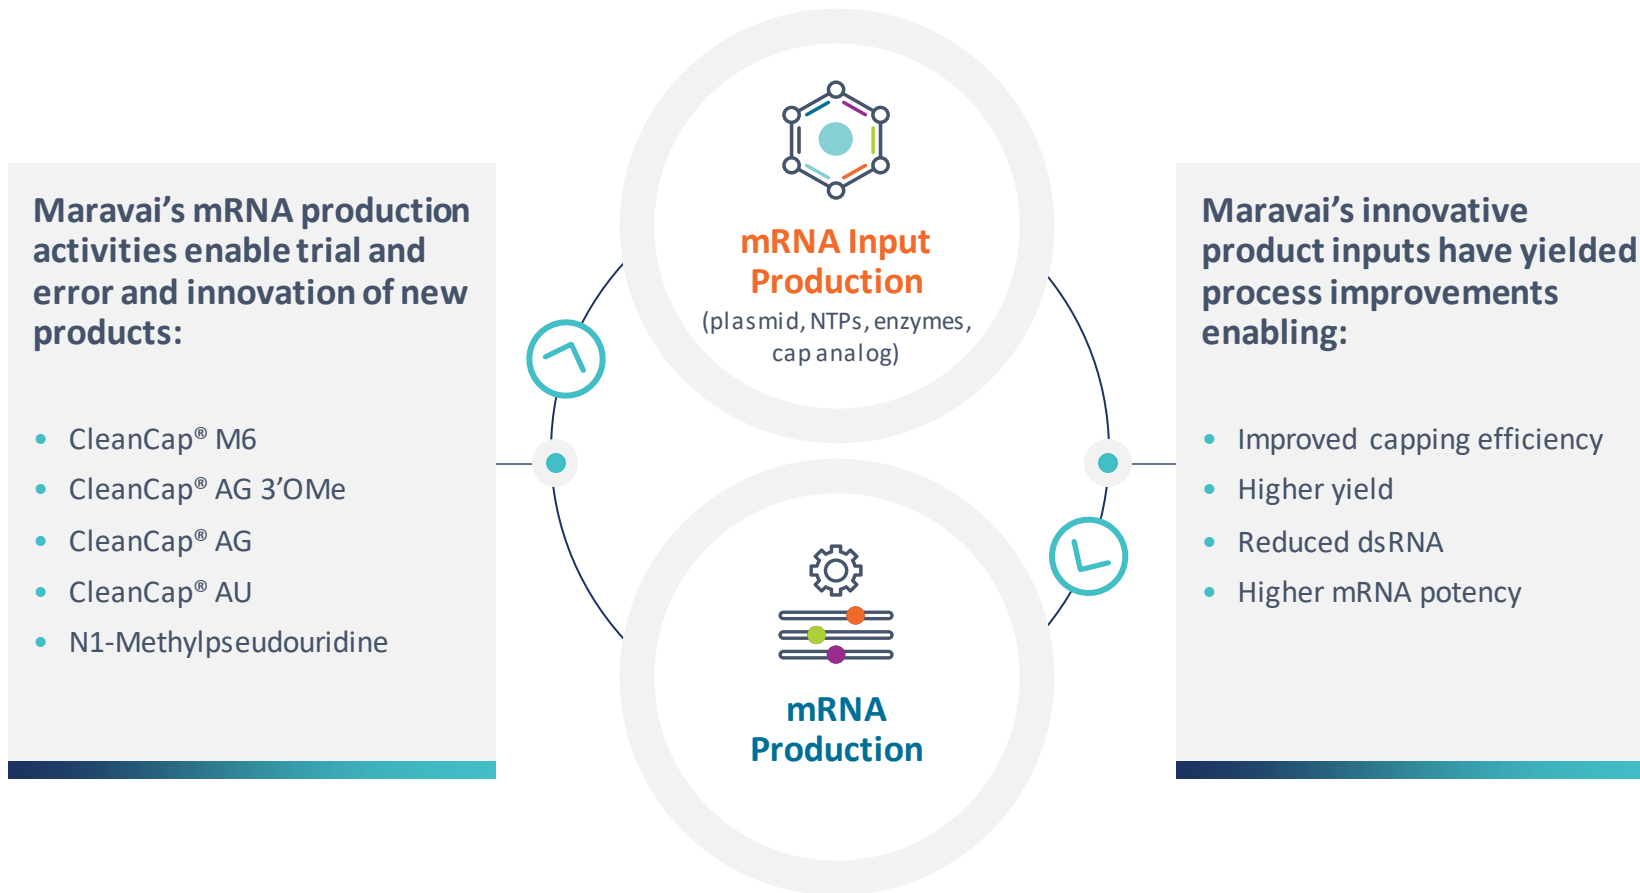 Maravai’s mRNA production
activities enable trial and
error and innovation of new
products:
• CleanCap® M6
• CleanCap® AG 3’OMe
• CleanCap® AG
• CleanCap® AU
• N1-Methylpseudouridine
mRNA Input
Production
(plasmid, NTPs, enzymes,
cap analog)
mRNA
Production
Maravai’s innovative
product inputs have yielded
process improvements
enabling:
• Improved capping efficiency
• Higher yield
• Reduced dsRNA
• Higher mRNA potency